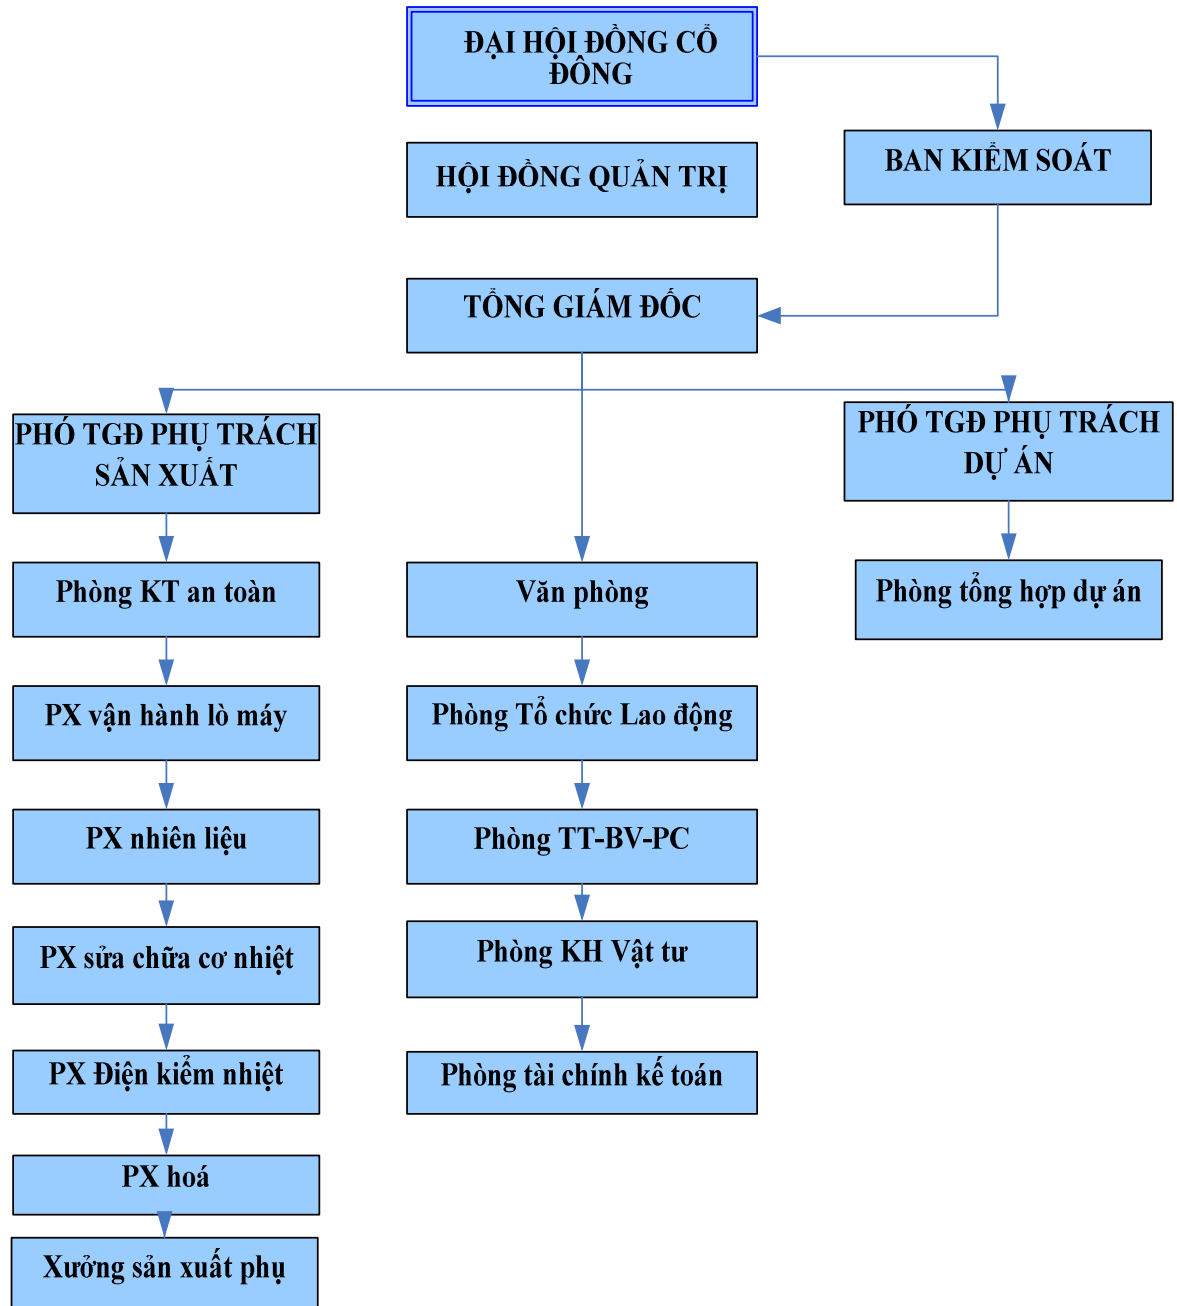 ĐẠI HỘI ĐỒNG CỔ
ĐÔNG
BAN KIỂM SOÁT
HỘI ĐỒNG QUẢN TRỊ
TỔNG GIÁM ĐỐC
PHÓ TGĐ PHỤ TRÁCH
SẢN XUẤT
PHÓ TGĐ PHỤ TRÁCH
DỰ ÁN
Phòng KT an toàn
Văn phòng
Phòng tổng hợp dự án
PX vận hành lò máy
Phòng Tổ chức Lao động
PX nhiên liệu
Phòng TT-BV-PC
PX sửa chữa cơ nhiệt
Phòng KH Vật tư
PX Điện kiểm nhiệt
Phòng tài chính kế toán
PX hoá
Xưởng sản xuất phụ